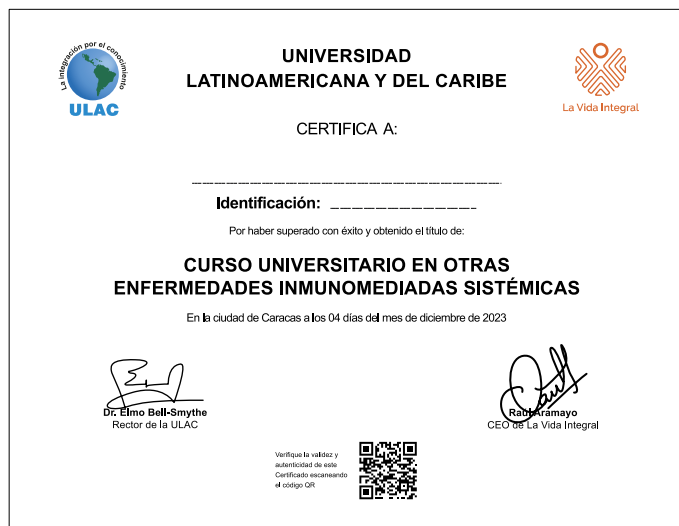 La integración por el conocimiento
ULAC
UNIVERSIDAD
LATINOAMERICANA Y DEL CARIBE
La Vida Integral
CERTIFICA A:
Identificación:
Por haber superado con éxito y obtenido el título de:
CURSO UNIVERSITARIO EN OTRAS
ENFERMEDADES INMUNOMEDIADAS SISTÉMICAS
En la ciudad de Caracas a los 04 días del mes de diciembre de 2023
Dr. Elmo Bell-Smythe
Rector de la ULAC
Raúl Aramayo
CEO de La Vida Integral
Verifique la validez y
autenticidad de este
Certificado escaneando
el código QR